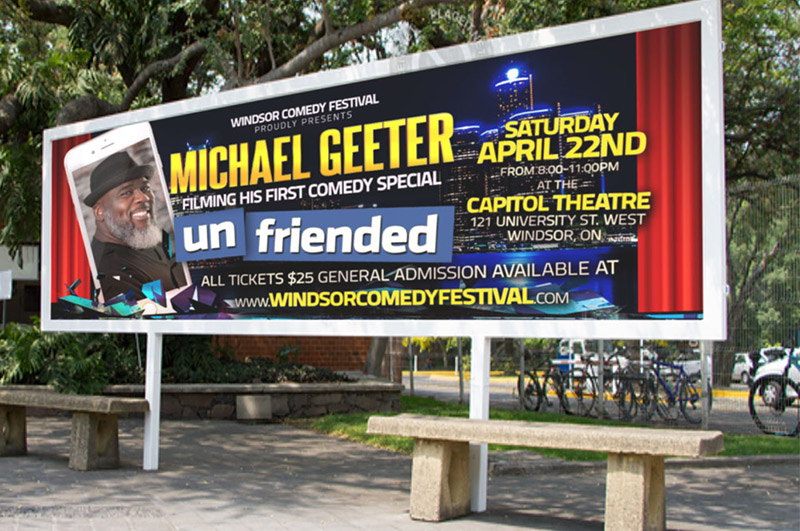 WINDSOR COMEDY FESTIVAL
PROUDLY PRESENTS
MICHAEL GEETER
FILMING HIS FIRST COMEDY SPECIAL
un friended
SATURDAY
APRIL 22ND
FROM 8:00-11:00PM
AT THE
CAPITOL THEATRE
121 UNIVERSITY ST. WEST
WINDSOR, ON
ALL TICKETS $25 GENERAL ADMISSION AVAILABLE AT
WWW.WINDSORCOMEDYFESTIVAL.COM